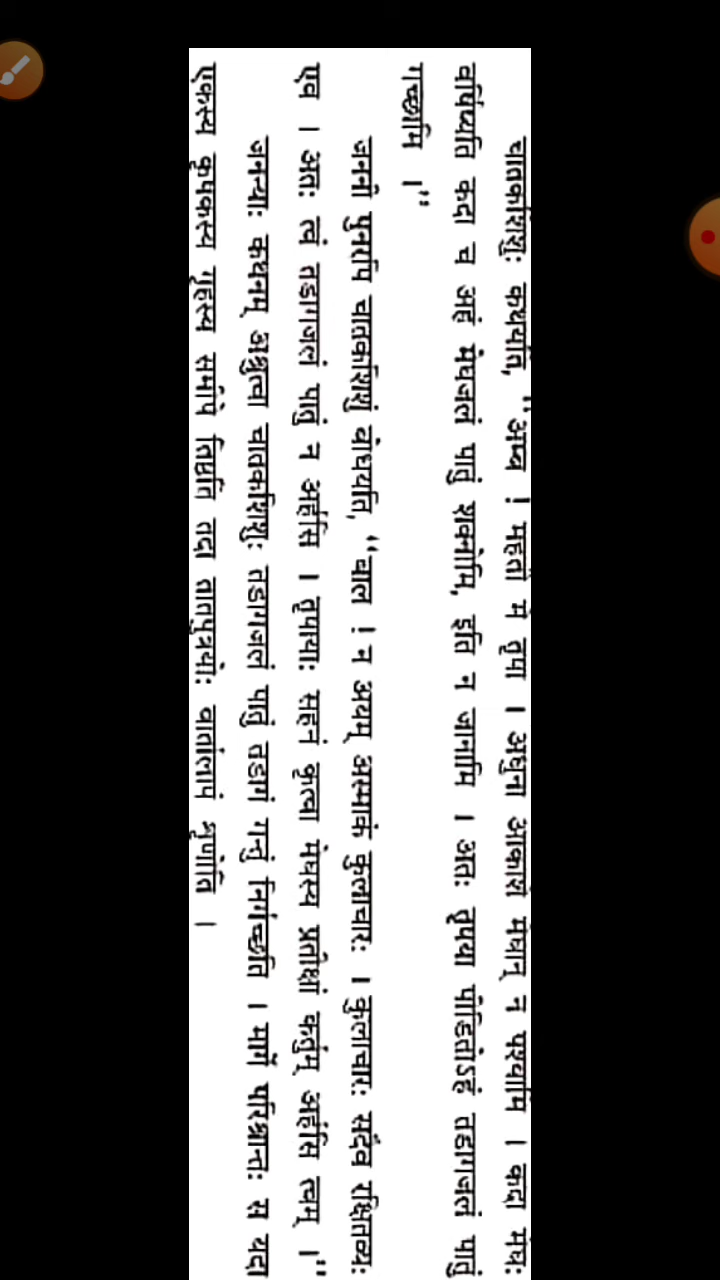 चातकशिशुः कथयति, "अम्ब ! महती मे तृषा । अधुना आकाशे मेघान् न पश्यामि । कदा मेघः
वर्षिष्यति कदा च अहं मेघजलं पातुं शक्नोमि, इति न जानामि । अतः तृषया पीडितोऽहं तडागजलं पातुं
गच्छामि ।"
जननी पुनरपि चातकशिशुं बोधयति, "बाल ! न अयम् अस्माकं कुलाचारः । कुलाचारः सर्वदैव रक्षितव्यः
एव । अतः त्वं तडागजलं पातुं न अर्हसि । तृषायाः सहनं कृत्वा मेघस्य प्रतीक्षां कर्तुम् अर्हसि त्वम् ।"
जनन्याः कथनम् अश्रुत्वा चातकशिशुः तडागजलं पातुं तडागं गन्तुं निर्गच्छति । मार्गे परिश्रान्तः स यदा
एकस्य कृषकस्य गृहस्य समीपे तिष्ठति तदा तातपुत्रयोः वार्तालापं श्रृणोति ।